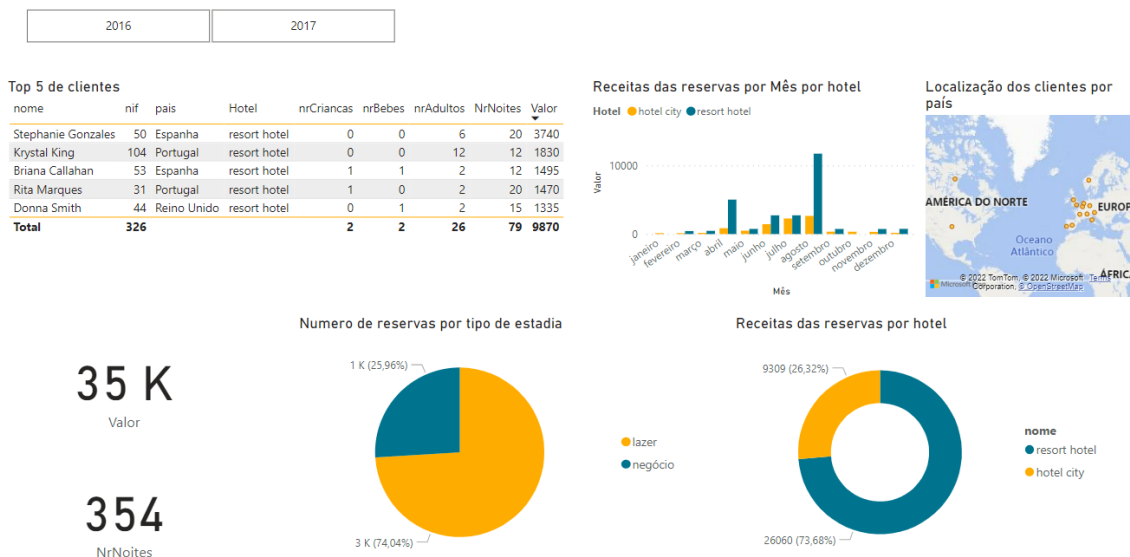 2016 2017
Top 5 de clientes
nome nif pais Hotel nrCriancas nrBebes nrAdultos NrNoites Valor
Stephanie Gonzales 50 Espanha resort hotel 0 0 6 20 3740
Krystal King 104 Portugal resort hotel 0 0 12 12 1830
Briana Callahan 53 Espanha resort hotel 1 1 2 12 1495
Rita Marques 31 Portugal resort hotel 1 0 2 20 1470
Donna Smith 44 Reino Unido resort hotel 0 1 2 15 1335
Total 326 2 2 26 79 9870
Receitas das reservas por Mês por hotel
Hotel hotel city resort hotel
10000
0
Valor
janeiro fevereiro março abril maio junho julho agosto setembro outubro novembro dezembro
Mês
Localização dos clientes por
país
AMÉRICA DO NORTE
EUROP
Oceano
Atlântico
ÁFRICA
Microsoft
© 2022 TomTom, © 2022 Microsoft Terms
Corporation, © OpenStreetMap
35 K
Valor
354
NrNoites
Numero de reservas por tipo de estadia
1 K (25,96%)
3 K (74,04%)
lazer
negócio
Receitas das reservas por hotel
9309 (26,32%)
26060 (73,68%)
nome
resort hotel
hotel city